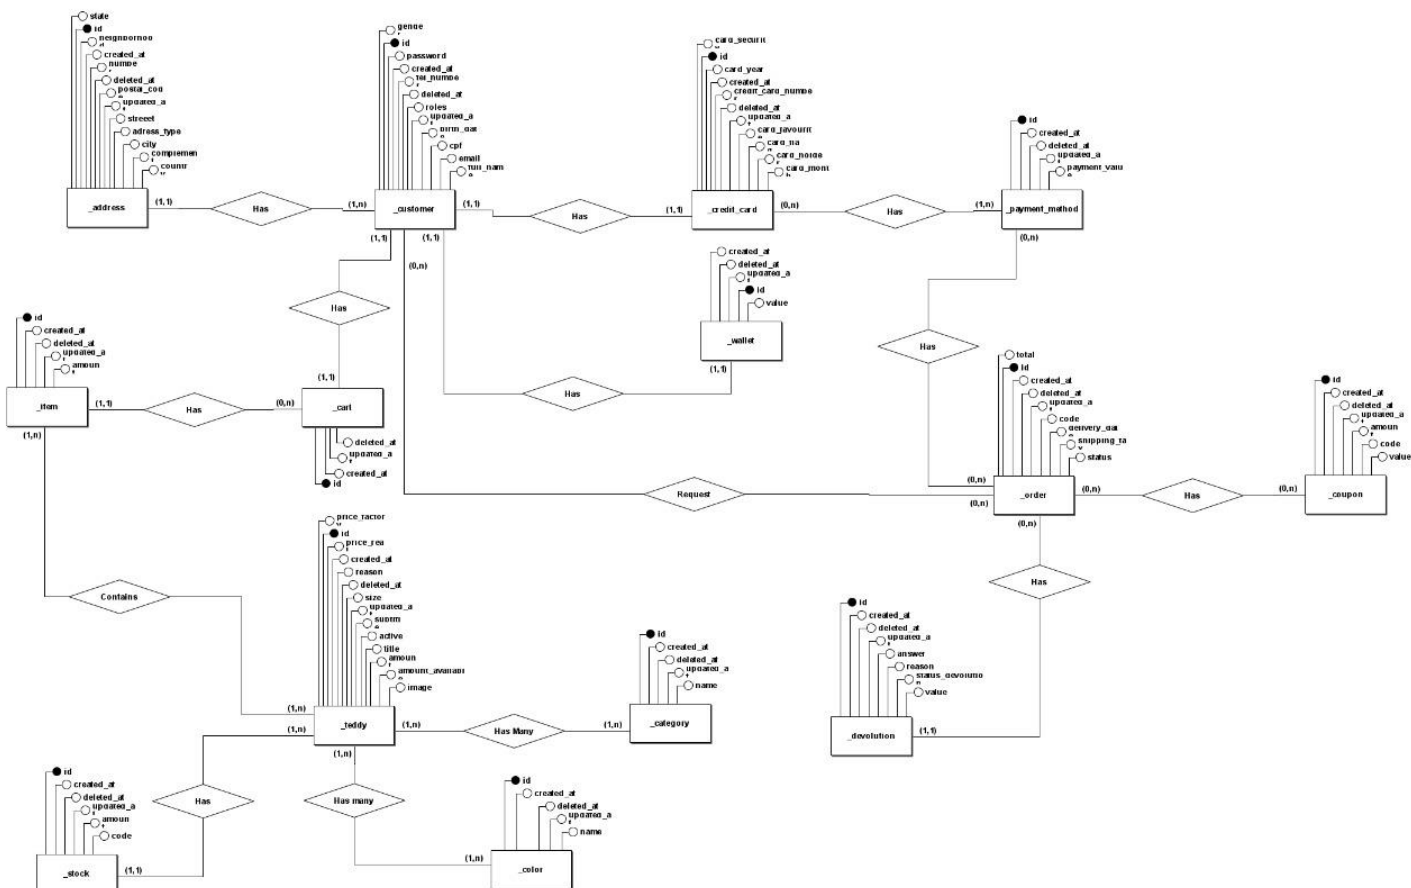 state
id
created_at
deleted_at
streeet
adress_type
city
_address
(1,1)
Has
(1,n)
id
password
created_at
deleted_at
roles
cpf
email
_customer
(1,1)
(1,1)
(1,1)
(0,n)
Has
(1,1)
id
card_year
created_at
deleted_at
_credit_card
(0,n)
Has
(1,n)
id
created_at
deleted_at
_payment_method
(0,n)
Has
(0,n)
Has
(1,1)
created_at
deleted_at
id
value
_wallet
(1,1)
Has
id
created_at
deleted_at
_item
(1,1)
(1,n)
Has
(0,n)
_cart
deleted_at
created_at
id
total
id
created_at
deleted_at
code
status
_order
(0,n)
(0,n)
(0,n)
Request
Has
(0,n)
id
created_at
deleted_at
code
value
_coupon
Contains
(1,n)
id
created_at
reason
deleted_at
size
active
title
image
_teddy
(1,n)
(1,n)
(1,n)
Has Many
(1,n)
id
created_at
deleted_at
name
_category
Has
id
created_at
deleted_at
answer
reason
value
_devolution
(1,1)
id
created_at
deleted_at
code
_stock
(1,1)
Has
Has many
(1,n)
id
created_at
deleted_at
name
_color